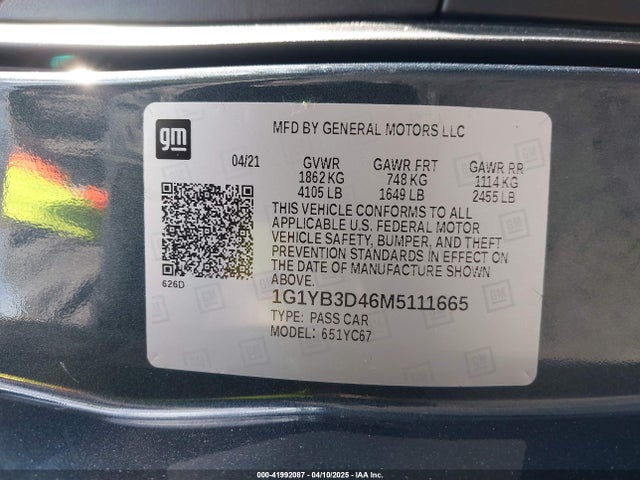 gm
MFD BY GENERAL MOTORS LLC
04/21 GVWR GAWR FRT GAWR RR
1862 KG 748 KG 1114 KG
4105 LB 1649 LB 2455 LB
THIS VEHICLE CONFORMS TO ALL
APPLICABLE U.S. FEDERAL MOTOR
VEHICLE SAFETY, BUMPER, AND THEFT
PREVENTION STANDARDS IN EFFECT ON
THE DATE OF MANUFACTURE SHOWN
ABOVE.
626D
1G1YB3D46M5111665
TYPE: PASS CAR
MODEL: 651YC67
000-41992087 - 04/10/2025 - IAA Inc.